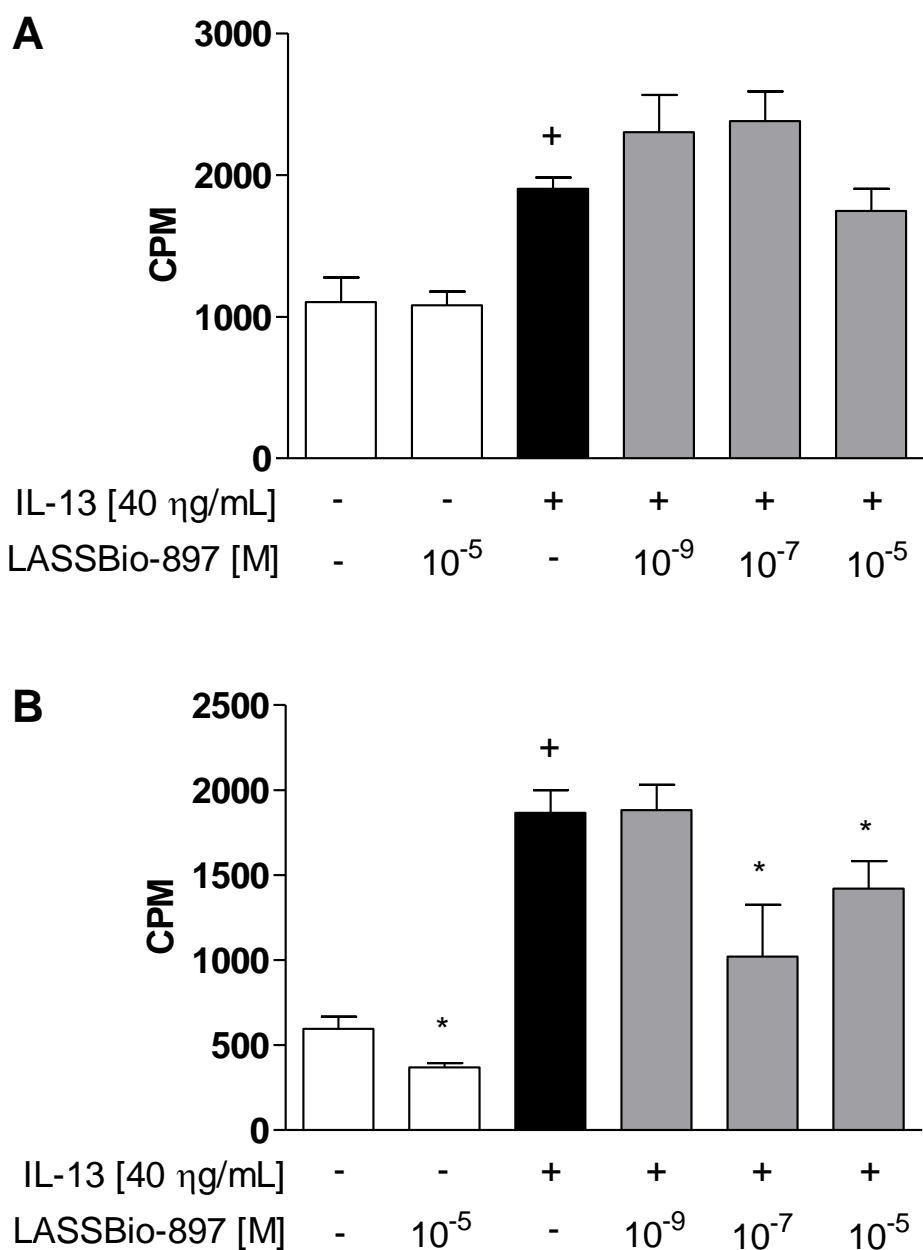 A
3000
+
2000
CPM
1000
0
IL-13 [40 ηg/mL] - - + + + +
LASSBio-897 [M] - 10⁻⁵ - 10⁻⁹ 10⁻⁷ 10⁻⁵
B
2500
+
2000
*
*
1500
CPM
1000
*
500
0
IL-13 [40 ηg/mL] - - + + + +
LASSBio-897 [M] - 10⁻⁵ - 10⁻⁹ 10⁻⁷ 10⁻⁵